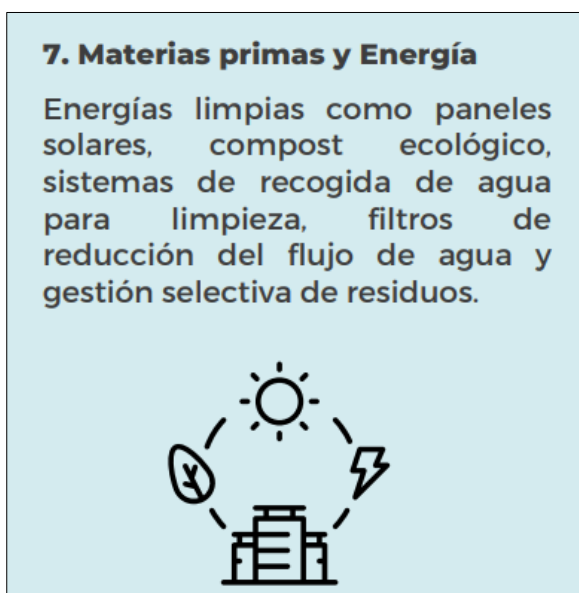 7. Materias primas y Energía
Energías limpias como paneles
solares, compost ecológico,
sistemas de recogida de agua
para limpieza, filtros de
reducción del flujo de agua y
gestión selectiva de residuos.